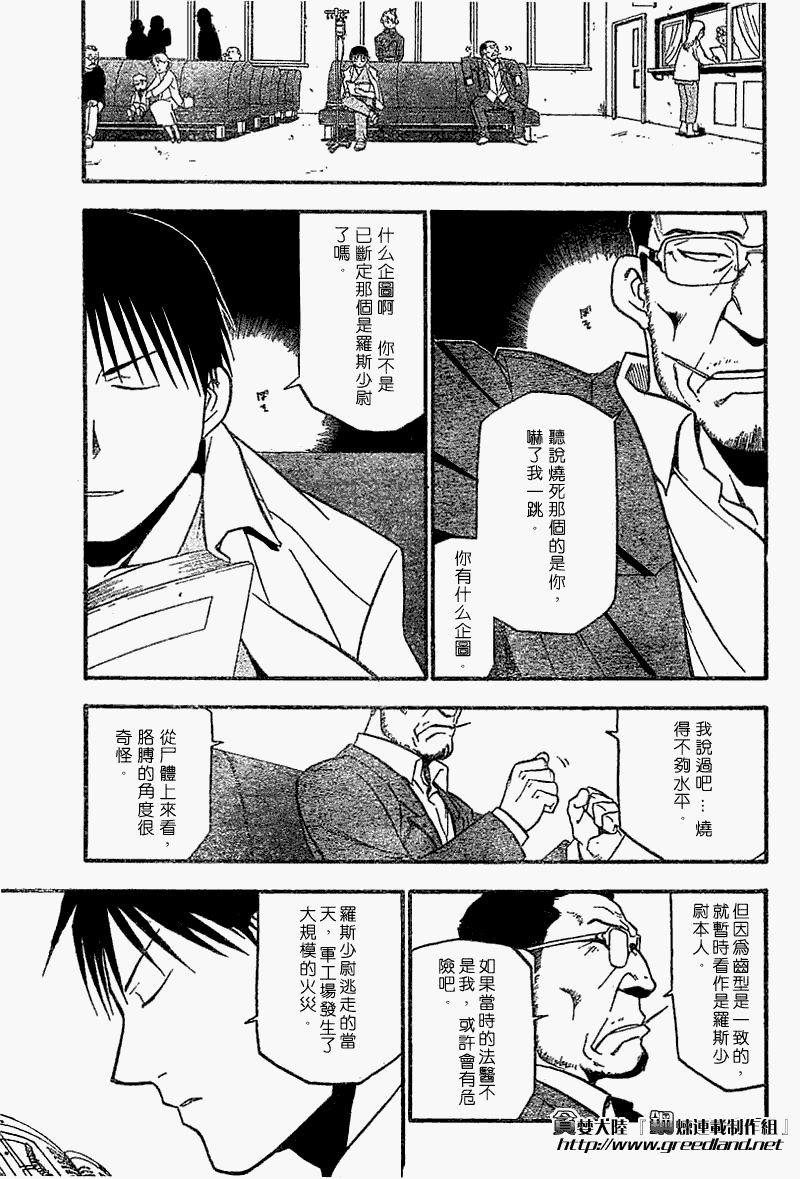 聽說燒死那個的是你，
嚇了我一跳。
你有什么企圖。
ぼそ
什么企圖啊 你不是
已斷定那個是羅斯少尉
了嗎。
ぼそ
我說過吧…燒
得不夠水平。
從尸體上來看，
胳膊的角度很
奇怪。
但因為齒型是一致的，
就暫時看作是羅斯少
尉本人。
如果當時的法醫不
是我，或許會有危
險吧。
羅斯少尉逃走的當
天，軍工場發生了
大規模的火災。
貪婪大陸『鋼煉連載制作組』
http://www.greedland.net